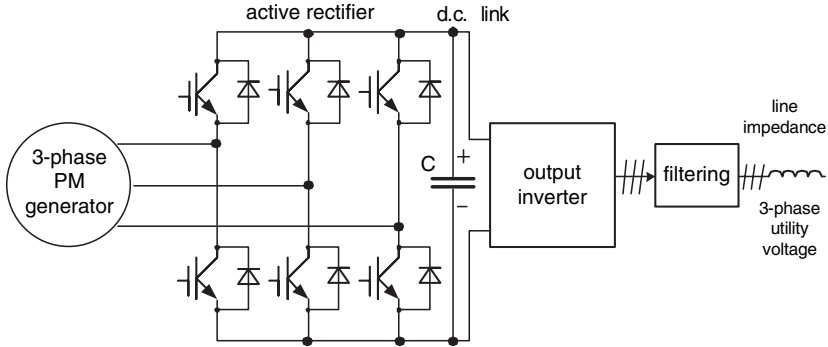 active rectifier
d.c. link
3-phase
PM
generator
C
+
−
output
inverter
filtering
line
impedance
3-phase
utility
voltage